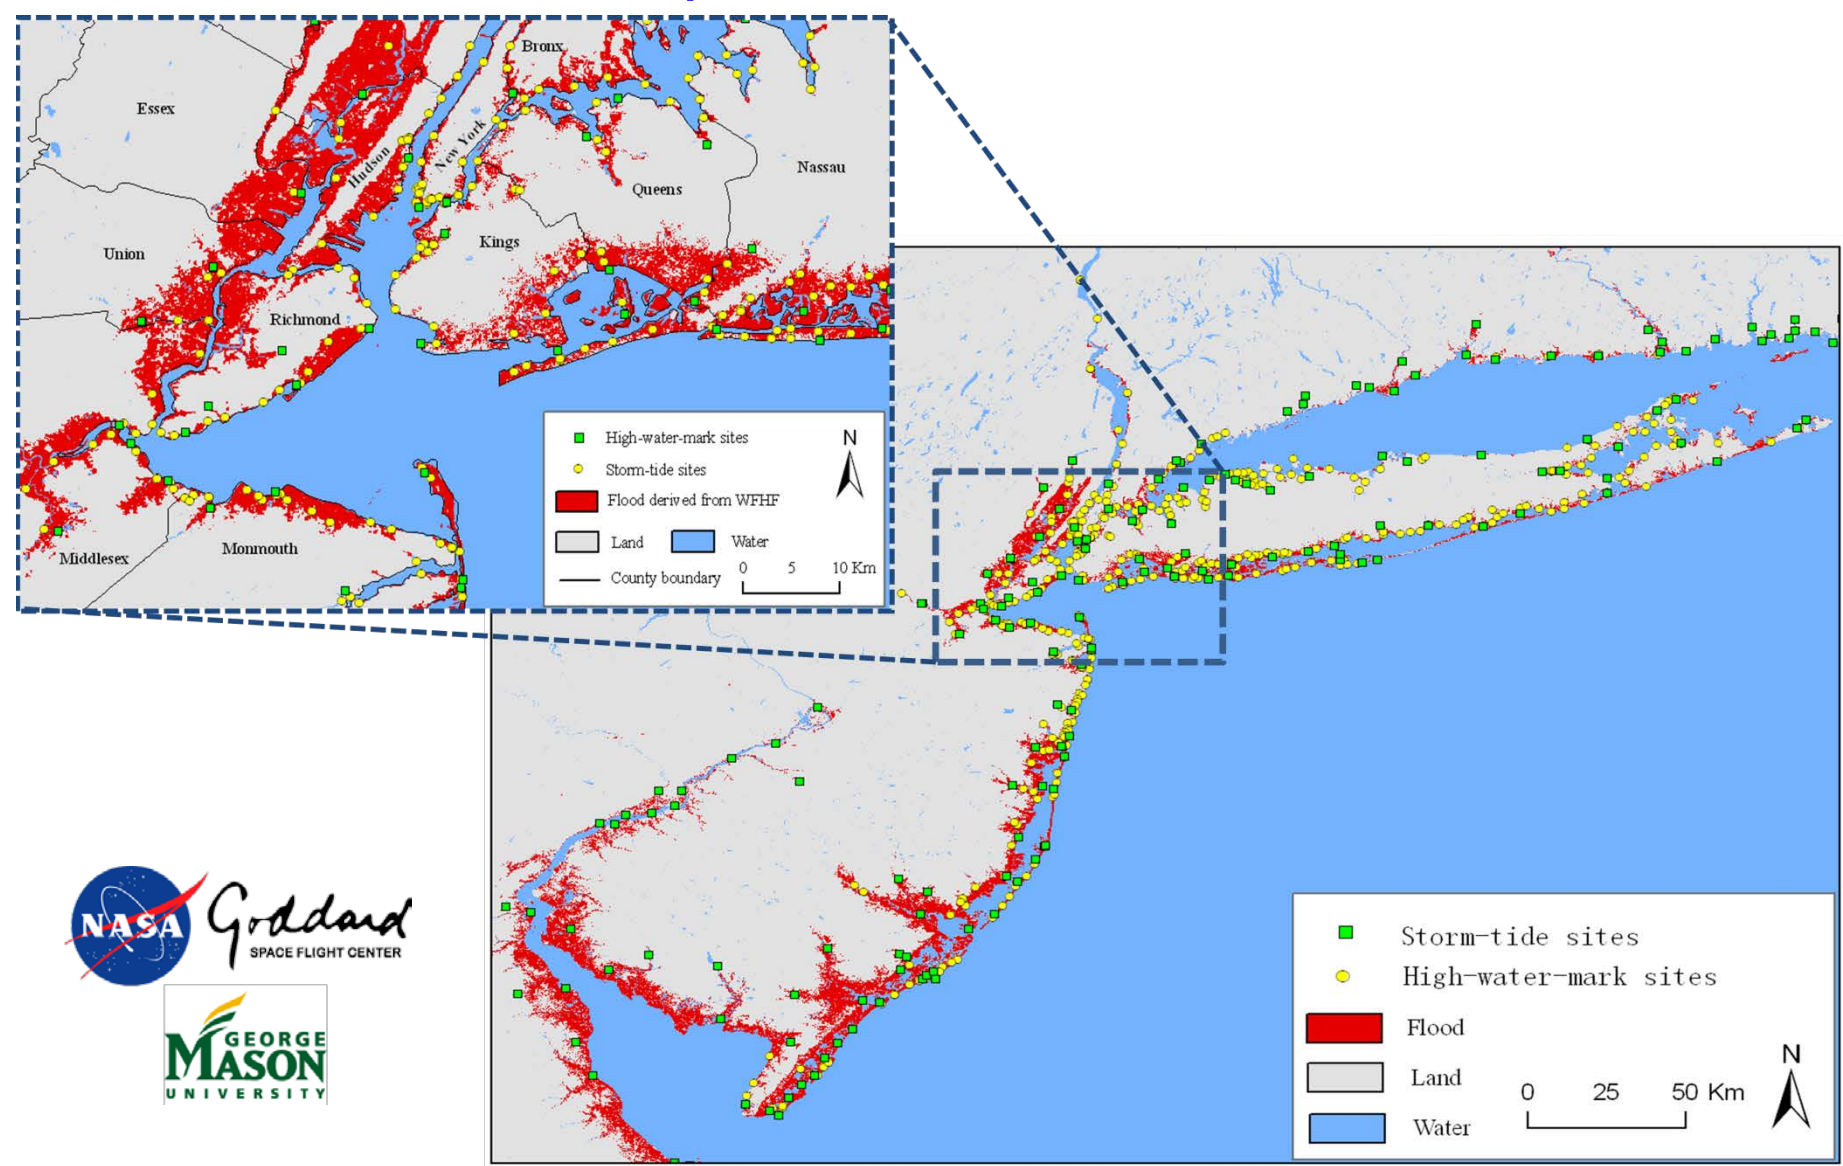 Bronx
Essex
Hudson
New York
Nassau
Queens
Union
Kings
Richmond
Middlesex
Monmouth
High-water-mark sites
Storm-tide sites
Flood derived from WFHF
Land
Water
County boundary
N
0 5 10 Km
NASA
Goddard
SPACE FLIGHT CENTER
GEORGE
MASON
UNIVERSITY
Storm-tide sites
High-water-mark sites
Flood
Land
Water
N
0 25 50 Km